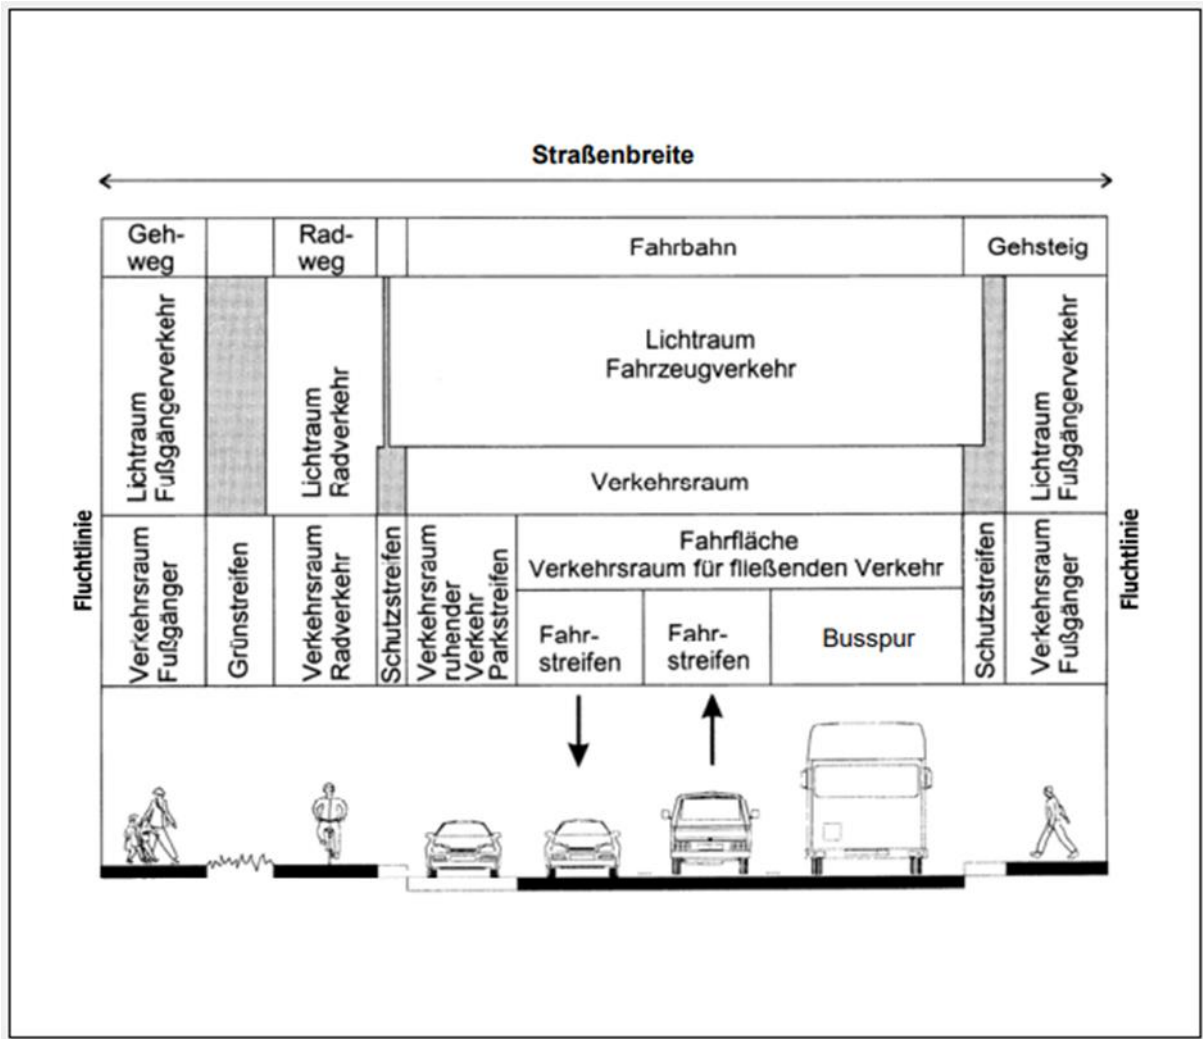 Straßenbreite
Geh-
weg
Rad-
weg
Fahrbahn
Gehsteig
Lichtraum
Fußgängerverkehr
Lichtraum
Radverkehr
Lichtraum
Fahrzeugverkehr
Verkehrsraum
Lichtraum
Fußgängerverkehr
Fluchtlinie
Verkehrsraum
Fußgänger
Grünstreifen
Verkehrsraum
Radverkehr
Schutzstreifen
Verkehrsraum
ruhender
Verkehr
Parkstreifen
Fahrfläche
Verkehrsraum für fließenden Verkehr
Fahr-
streifen
Fahr-
streifen
Busspur
Schutzstreifen
Verkehrsraum
Fußgänger
Fluchtlinie